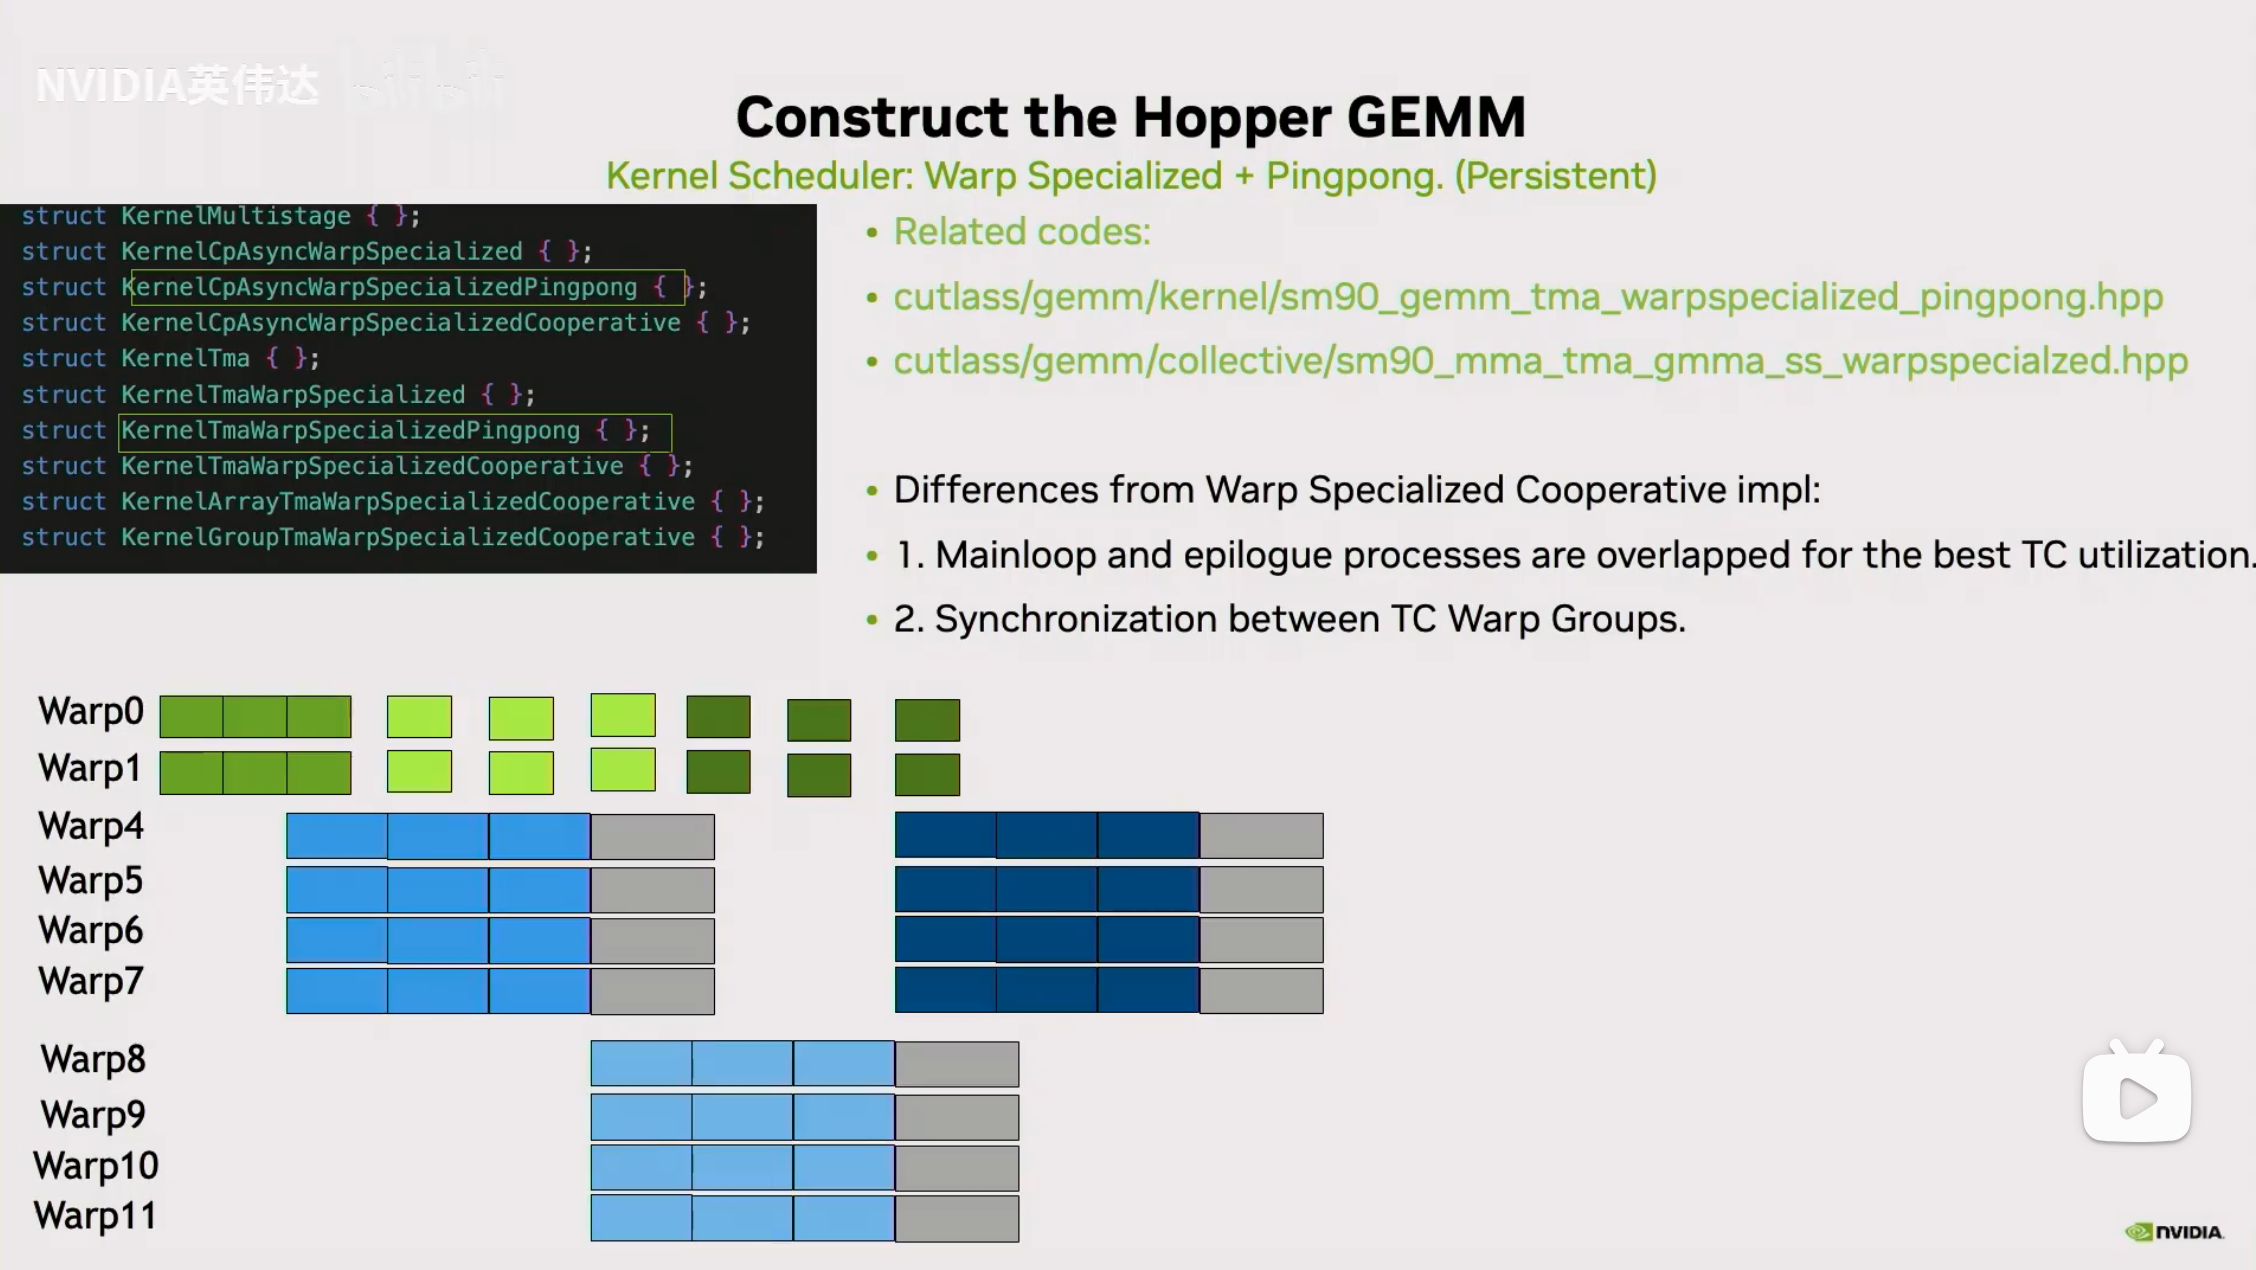 NVIDIA英伟达 bilibili
Construct the Hopper GEMM
Kernel Scheduler: Warp Specialized + Pingpong. (Persistent)
struct KernelMultistage { };
struct KernelCpAsyncWarpSpecialized { };
struct KernelCpAsyncWarpSpecializedPingpong { };
struct KernelCpAsyncWarpSpecializedCooperative { };
struct KernelTma { };
struct KernelTmaWarpSpecialized { };
struct KernelTmaWarpSpecializedPingpong { };
struct KernelTmaWarpSpecializedCooperative { };
struct KernelArrayTmaWarpSpecializedCooperative { };
struct KernelGroupTmaWarpSpecializedCooperative { };
• Related codes:
• cutlass/gemm/kernel/sm90_gemm_tma_warpspecialized_pingpong.hpp
• cutlass/gemm/collective/sm90_mma_tma_gmma_ss_warpspecialzed.hpp
• Differences from Warp Specialized Cooperative impl:
• 1. Mainloop and epilogue processes are overlapped for the best TC utilization.
• 2. Synchronization between TC Warp Groups.
Warp0
Warp1
Warp4
Warp5
Warp6
Warp7
Warp8
Warp9
Warp10
Warp11
NVIDIA.